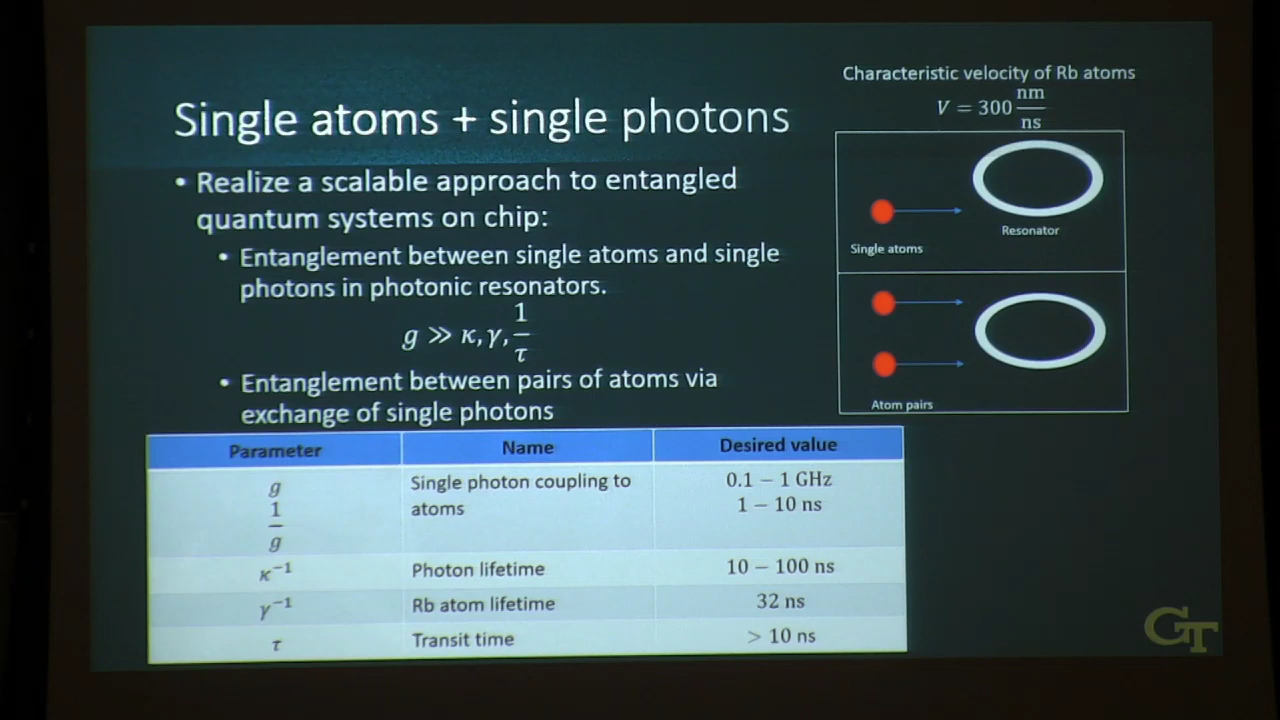 Single atoms + single photons
• Realize a scalable approach to entangled
quantum systems on chip:
• Entanglement between single atoms and single
photons in photonic resonators.
g ≫ κ, γ, 1/τ
• Entanglement between pairs of atoms via
exchange of single photons
Characteristic velocity of Rb atoms
V = 300 nm/ns
Single atoms
Resonator
Atom pairs
Parameter Name Desired value
g Single photon coupling to 0.1 – 1 GHz
1/g atoms 1 – 10 ns
κ⁻¹ Photon lifetime 10 – 100 ns
γ⁻¹ Rb atom lifetime 32 ns
τ Transit time > 10 ns
GT